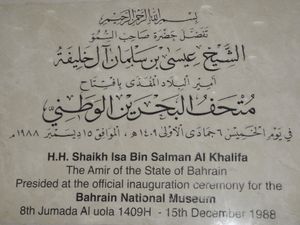 بسم الله الرحمن الرحيم
تفضل حضرة صاحب السمو
الشيخ عيسى بن سلمان آل خليفة
أمير البلاد المفدى بافتتاح
متحف البحرين الوطني
في يوم الخميس ٦ جمادى الأولى ١٤٠٩ هـ، الموافق ١٥ ديسمبر ١٩٨٨ م
H.H. Shaikh Isa Bin Salman Al Khalifa
The Amir of the State of Bahrain
Presided at the official inauguration ceremony for the
Bahrain National Museum
8th Jumada Al uola 1409H - 15th December 1988